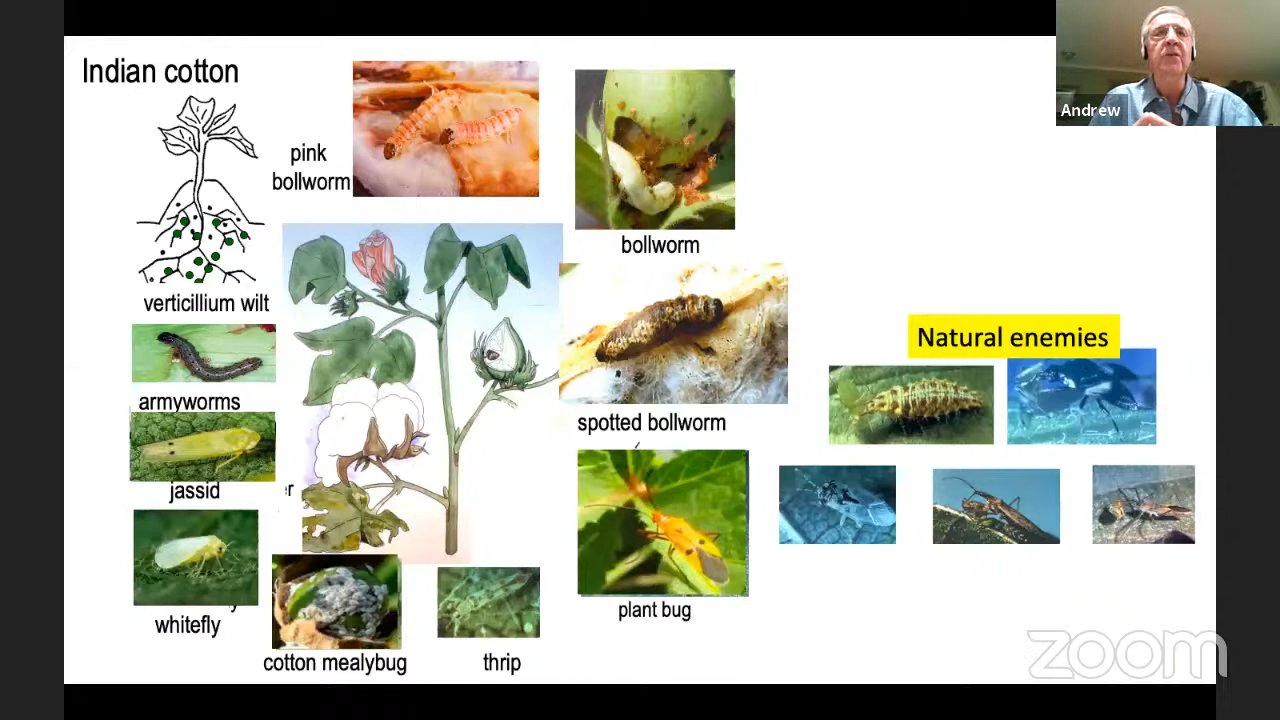 Indian cotton
Andrew
pink
bollworm
bollworm
verticillium wilt
Natural enemies
armyworms
spotted bollworm
jassid
er
plant bug
whitefly
cotton mealybug
thrip
zoom